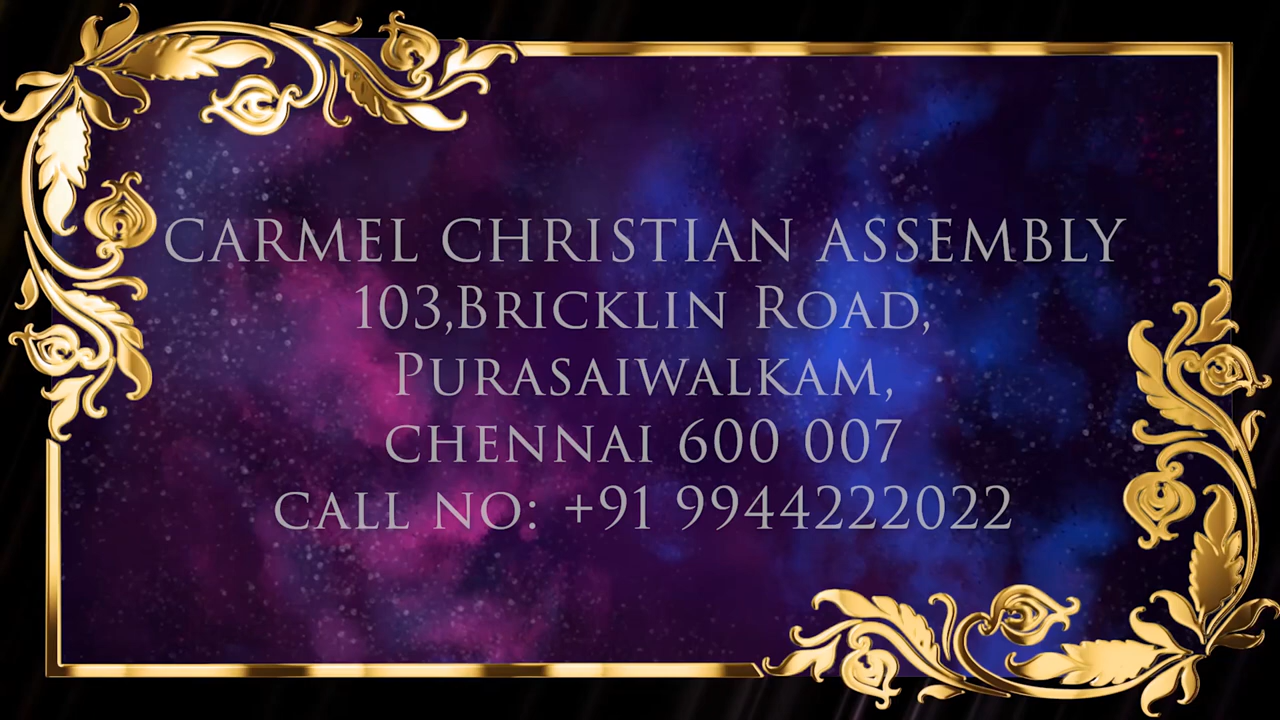 CARMEL CHRISTIAN ASSEMBLY
103,BRICKLIN ROAD,
PURASAIWALKAM,
CHENNAI 600 007
CALL NO: +91 9944222022